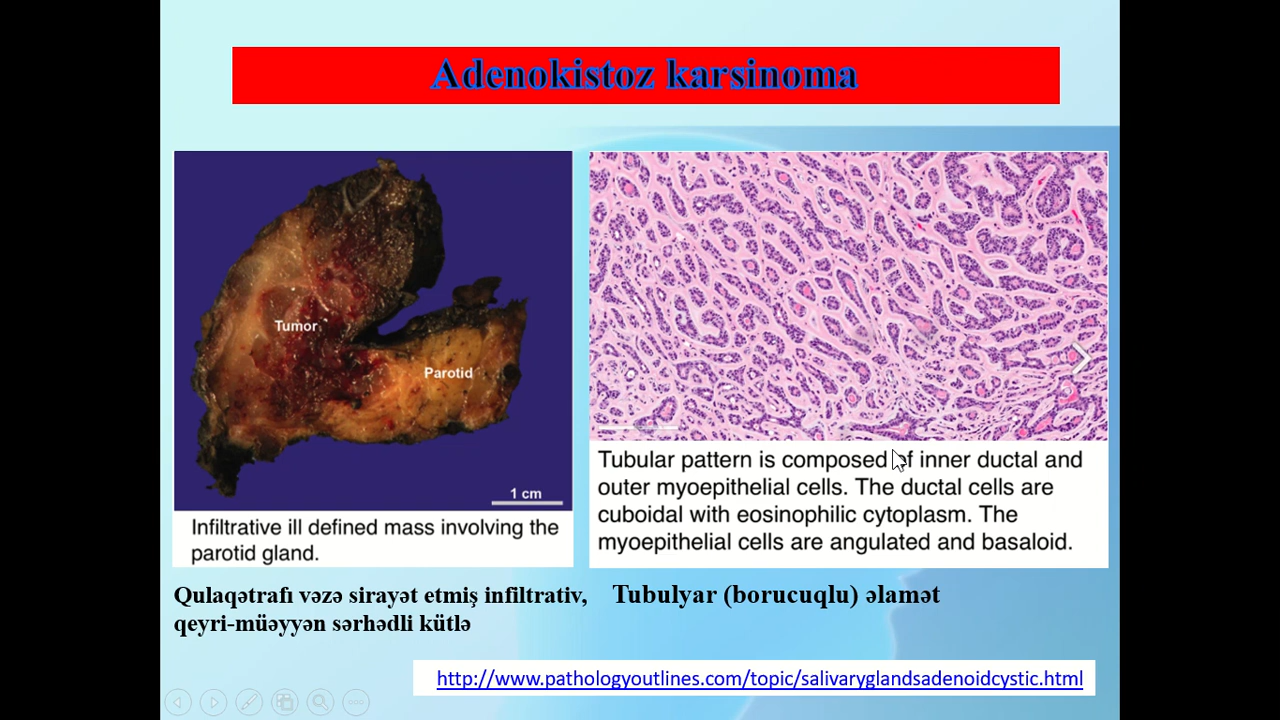 Adenokistoz karsinoma
Tumor
Parotid
1 cm
Infiltrative ill defined mass involving the
parotid gland.
Tubular pattern is composed of inner ductal and
outer myoepithelial cells. The ductal cells are
cuboidal with eosinophilic cytoplasm. The
myoepithelial cells are angulated and basaloid.
Qulaqətrafı vəzə sirayət etmiş infiltrativ,
qeyri-müəyyən sərhədli kütlə
Tubulyar (borucuqlu) əlamət
http://www.pathologyoutlines.com/topic/salivaryglandsadenoidcystic.html